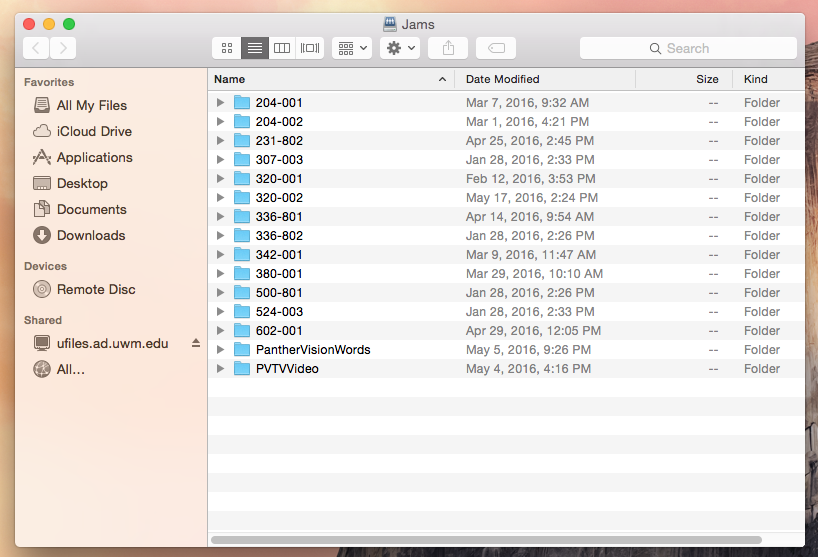 Jams
Search
Favorites
All My Files
iCloud Drive
Applications
Desktop
Documents
Downloads
Devices
Remote Disc
Shared
ufiles.ad.uwm.edu
All...
Name Date Modified Size Kind
204-001 Mar 7, 2016, 9:32 AM -- Folder
204-002 Mar 1, 2016, 4:21 PM -- Folder
231-802 Apr 25, 2016, 2:45 PM -- Folder
307-003 Jan 28, 2016, 2:33 PM -- Folder
320-001 Feb 12, 2016, 3:53 PM -- Folder
320-002 May 17, 2016, 2:24 PM -- Folder
336-801 Apr 14, 2016, 9:54 AM -- Folder
336-802 Jan 28, 2016, 2:26 PM -- Folder
342-001 Mar 9, 2016, 11:47 AM -- Folder
380-001 Mar 29, 2016, 10:10 AM -- Folder
500-801 Jan 28, 2016, 2:26 PM -- Folder
524-003 Jan 28, 2016, 2:33 PM -- Folder
602-001 Apr 29, 2016, 12:05 PM -- Folder
PantherVisionWords May 5, 2016, 9:26 PM -- Folder
PVTVVideo May 4, 2016, 4:16 PM -- Folder